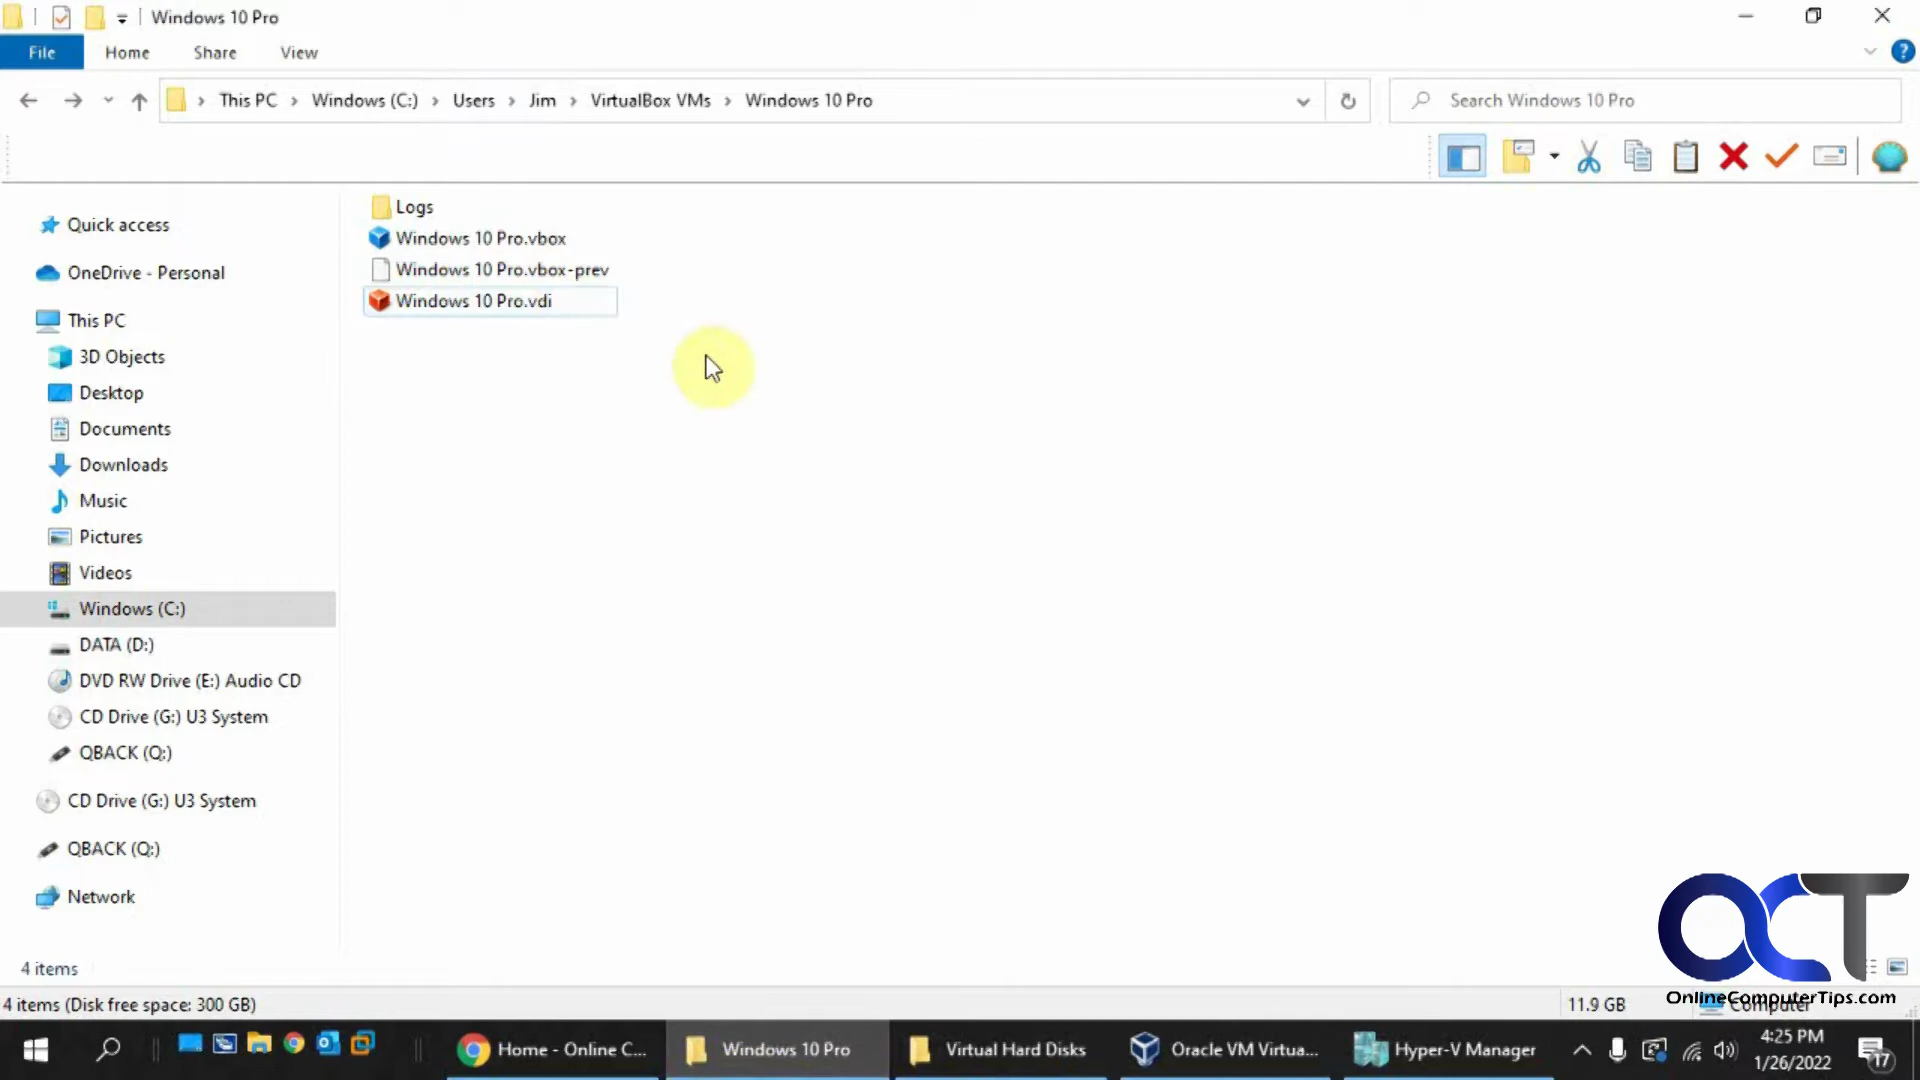 Windows 10 Pro
File Home Share View
This PC Windows (C:) Users Jim VirtualBox VMs Windows 10 Pro
Search Windows 10 Pro
Quick access
OneDrive - Personal
This PC
3D Objects
Desktop
Documents
Downloads
Music
Pictures
Videos
Windows (C:)
DATA (D:)
DVD RW Drive (E:) Audio CD
CD Drive (G:) U3 System
QBACK (Q:)
CD Drive (G:) U3 System
QBACK (Q:)
Network
Logs
Windows 10 Pro.vbox
Windows 10 Pro.vbox-prev
Windows 10 Pro.vdi
4 items
4 items (Disk free space: 300 GB)
11.9 GB
Computer
OCT
OnlineComputerTips.com
Home - Online C...
Windows 10 Pro
Virtual Hard Disks
Oracle VM Virtua...
Hyper-V Manager
4:25 PM
1/26/2022
17